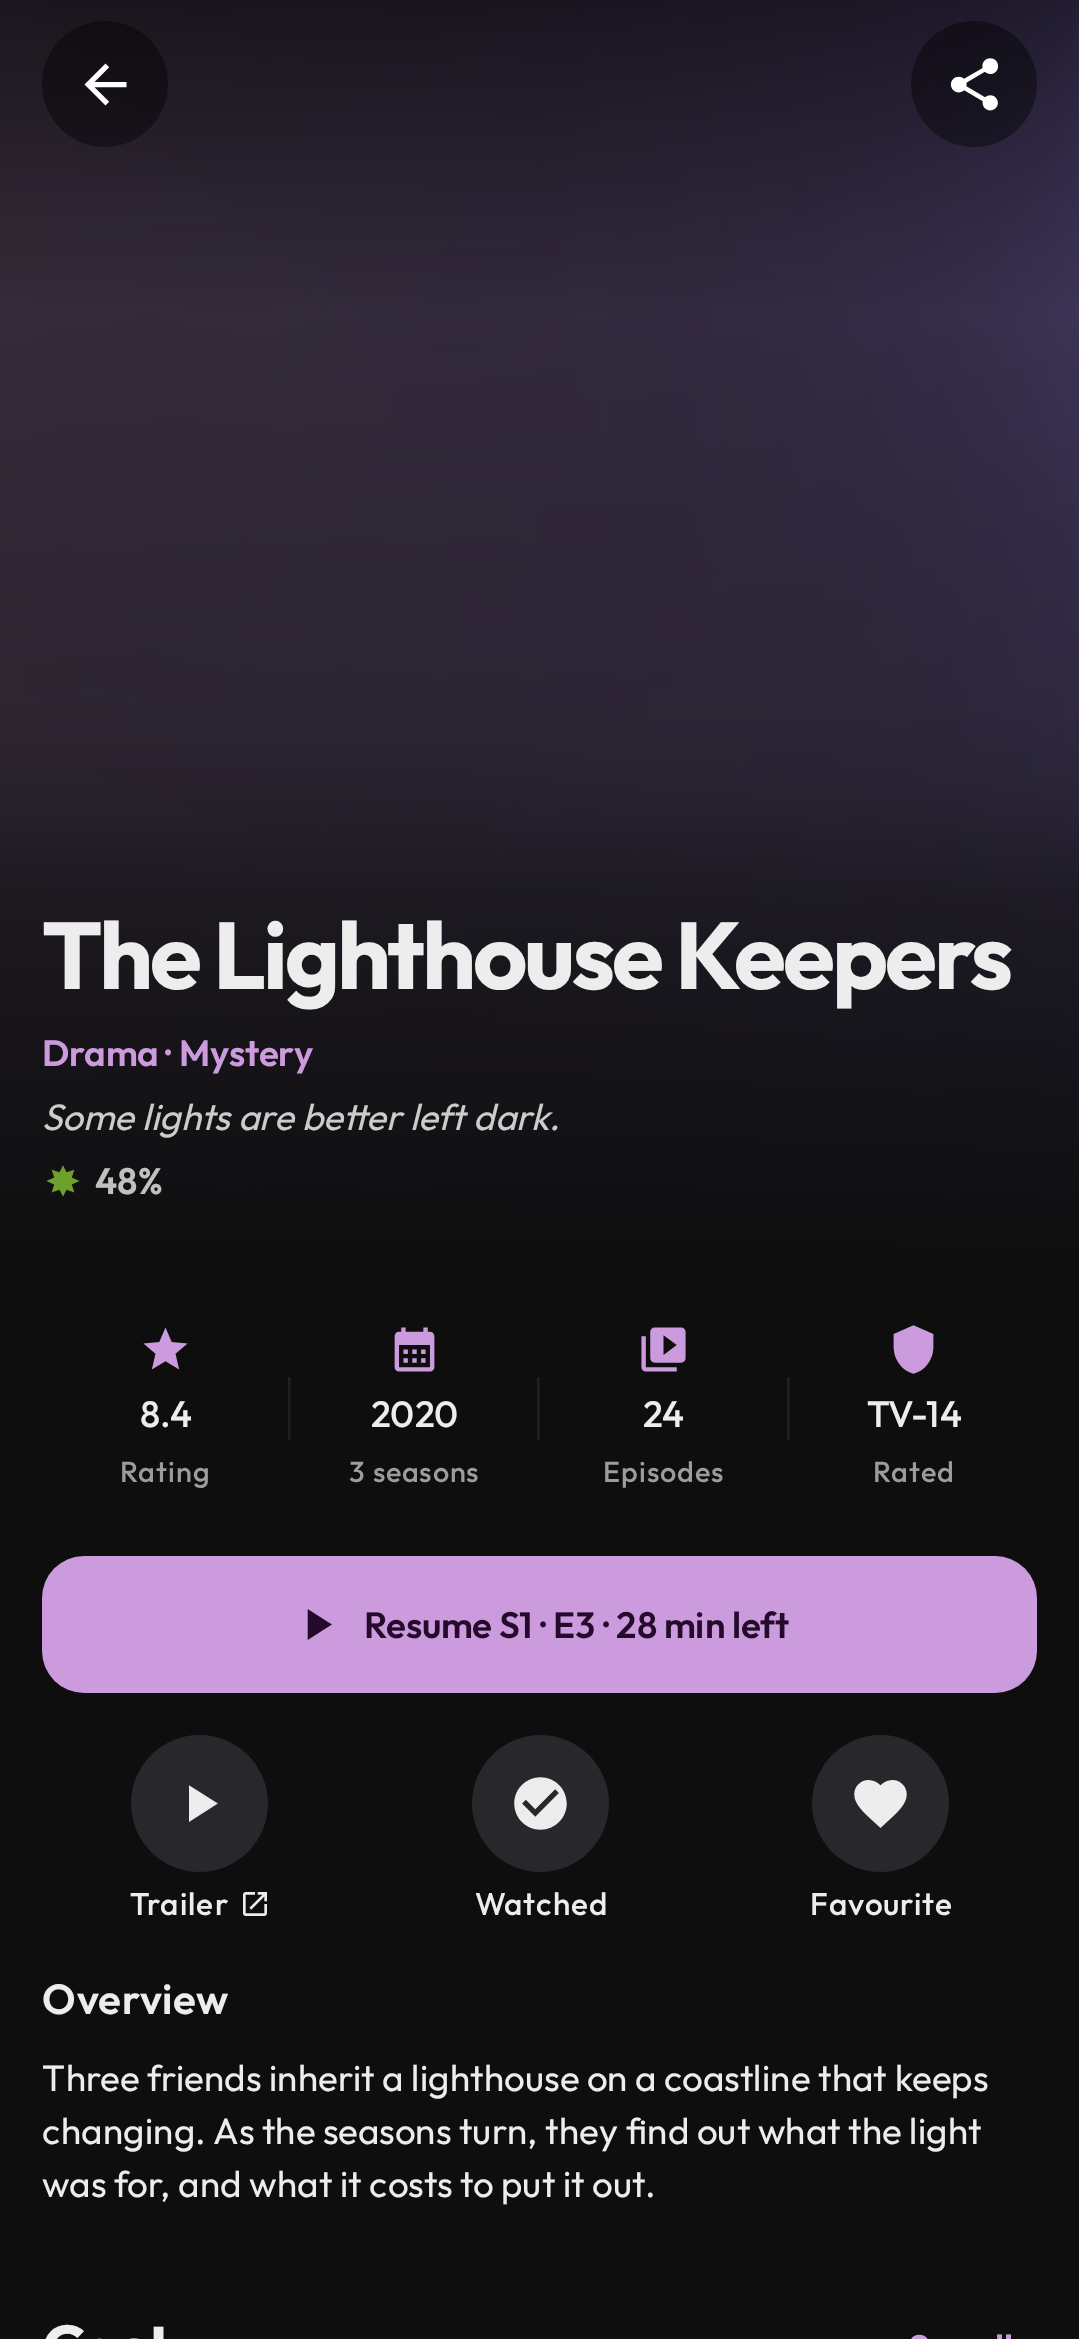 The Lighthouse Keepers
Drama · Mystery
Some lights are better left dark.
48%
8.4
2020
24
TV-14
Rating
3 seasons
Episodes
Rated
Resume S1 · E3 · 28 min left
Trailer
Watched
Favourite
Overview
Three friends inherit a lighthouse on a coastline that keeps
changing. As the seasons turn, they find out what the light
was for, and what it costs to put it out.